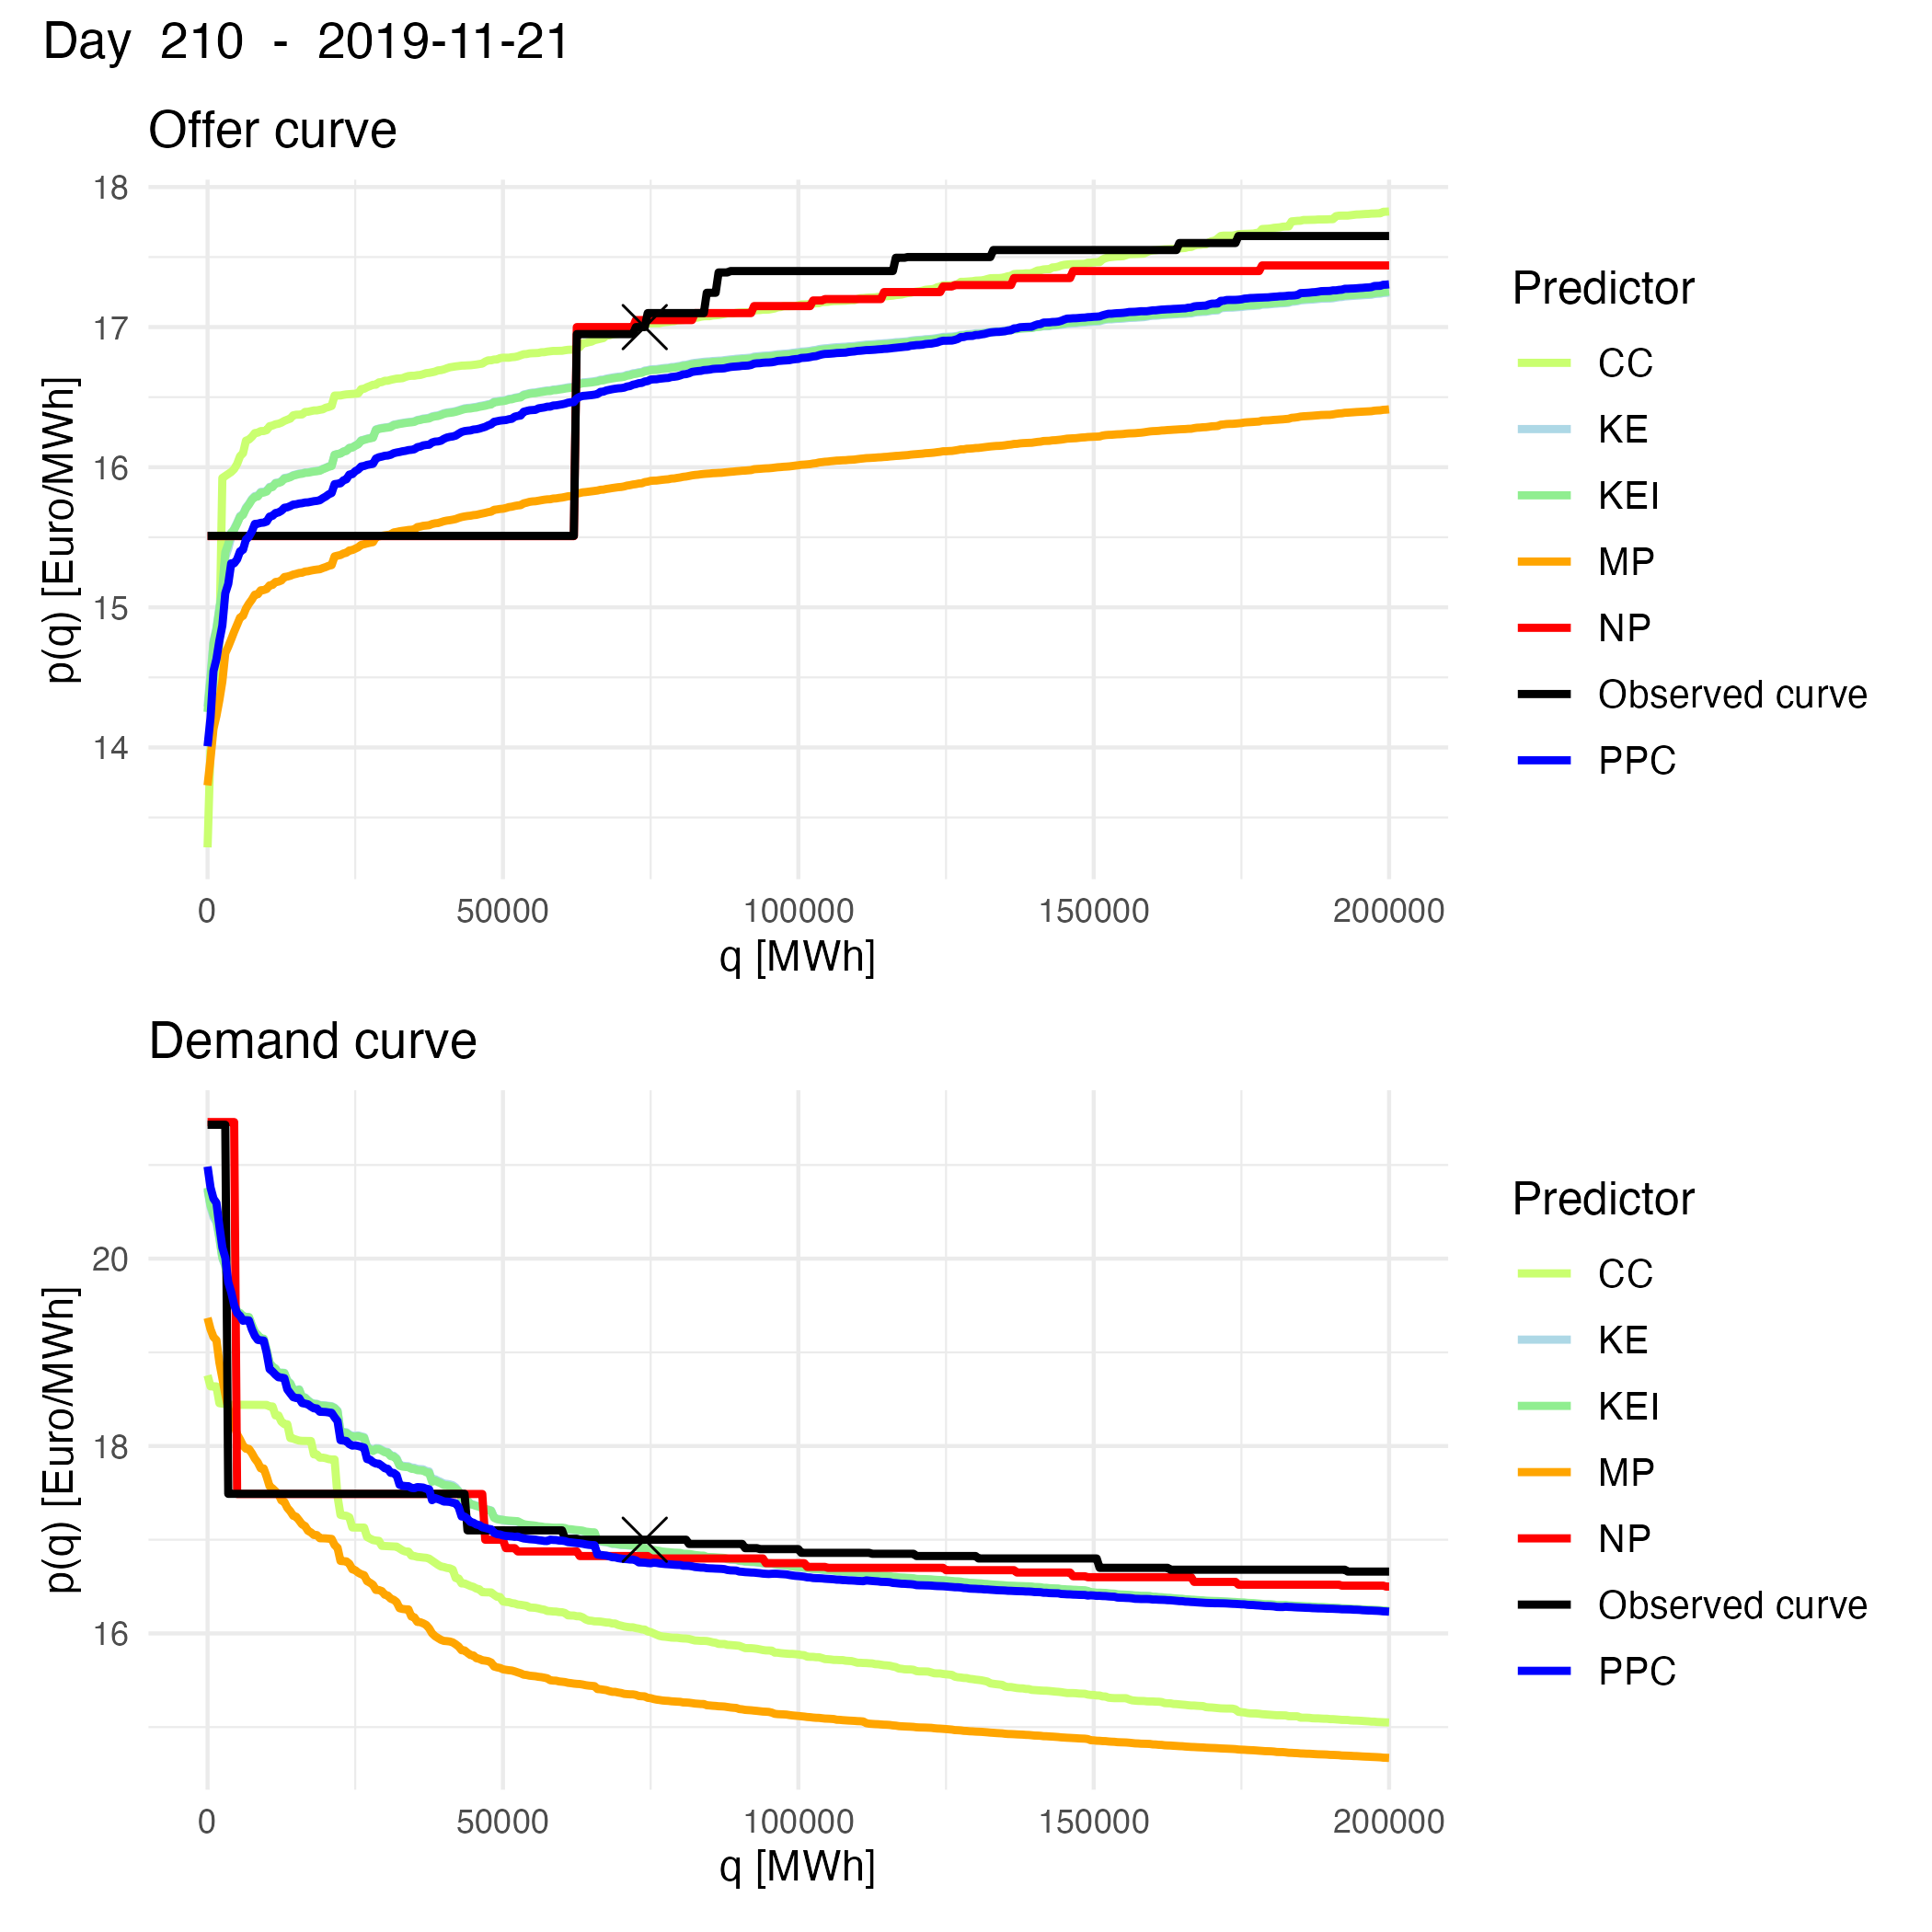 Day 210 - 2019-11-21
Offer curve
18
17
16
15
14
p(q) [Euro/MWh]
0 50000 100000 150000 200000
q [MWh]
Predictor
CC
KE
KEI
MP
NP
Observed curve
PPC
Demand curve
20
18
16
p(q) [Euro/MWh]
0 50000 100000 150000 200000
q [MWh]
Predictor
CC
KE
KEI
MP
NP
Observed curve
PPC